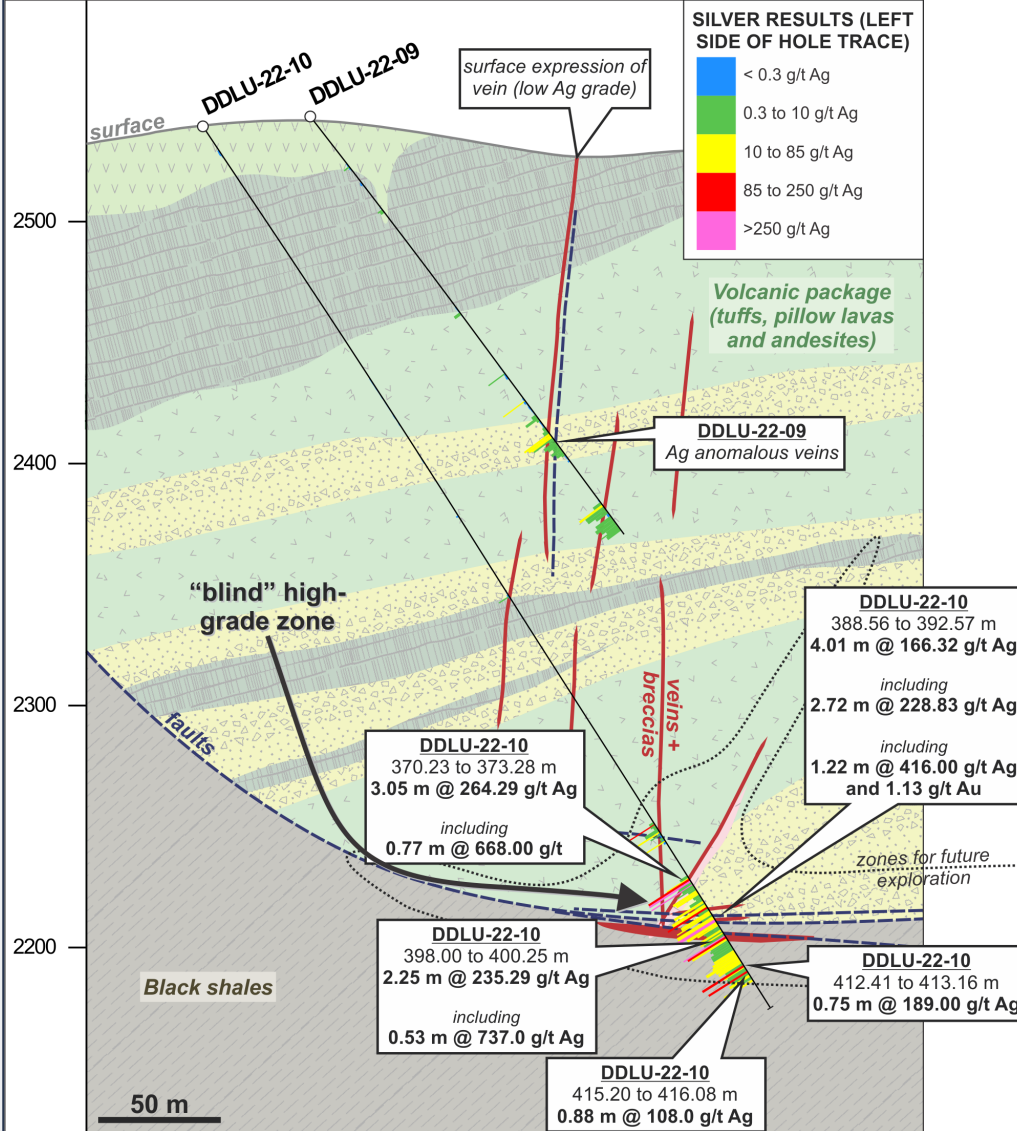 SILVER RESULTS (LEFT
SIDE OF HOLE TRACE)
< 0.3 g/t Ag
0.3 to 10 g/t Ag
10 to 85 g/t Ag
85 to 250 g/t Ag
>250 g/t Ag
DDLU-22-10
DDLU-22-09
surface expression of
vein (low Ag grade)
surface
2500
Volcanic package
(tuffs, pillow lavas
and andesites)
DDLU-22-09
Ag anomalous veins
2400
“blind” high-
grade zone
DDLU-22-10
388.56 to 392.57 m
4.01 m @ 166.32 g/t Ag
including
2.72 m @ 228.83 g/t Ag
including
1.22 m @ 416.00 g/t Ag
and 1.13 g/t Au
2300
faults
veins +
breccias
DDLU-22-10
370.23 to 373.28 m
3.05 m @ 264.29 g/t Ag
including
0.77 m @ 668.00 g/t
zones for future
exploration
2200
DDLU-22-10
398.00 to 400.25 m
2.25 m @ 235.29 g/t Ag
including
0.53 m @ 737.0 g/t Ag
DDLU-22-10
412.41 to 413.16 m
0.75 m @ 189.00 g/t Ag
Black shales
DDLU-22-10
415.20 to 416.08 m
0.88 m @ 108.0 g/t Ag
50 m